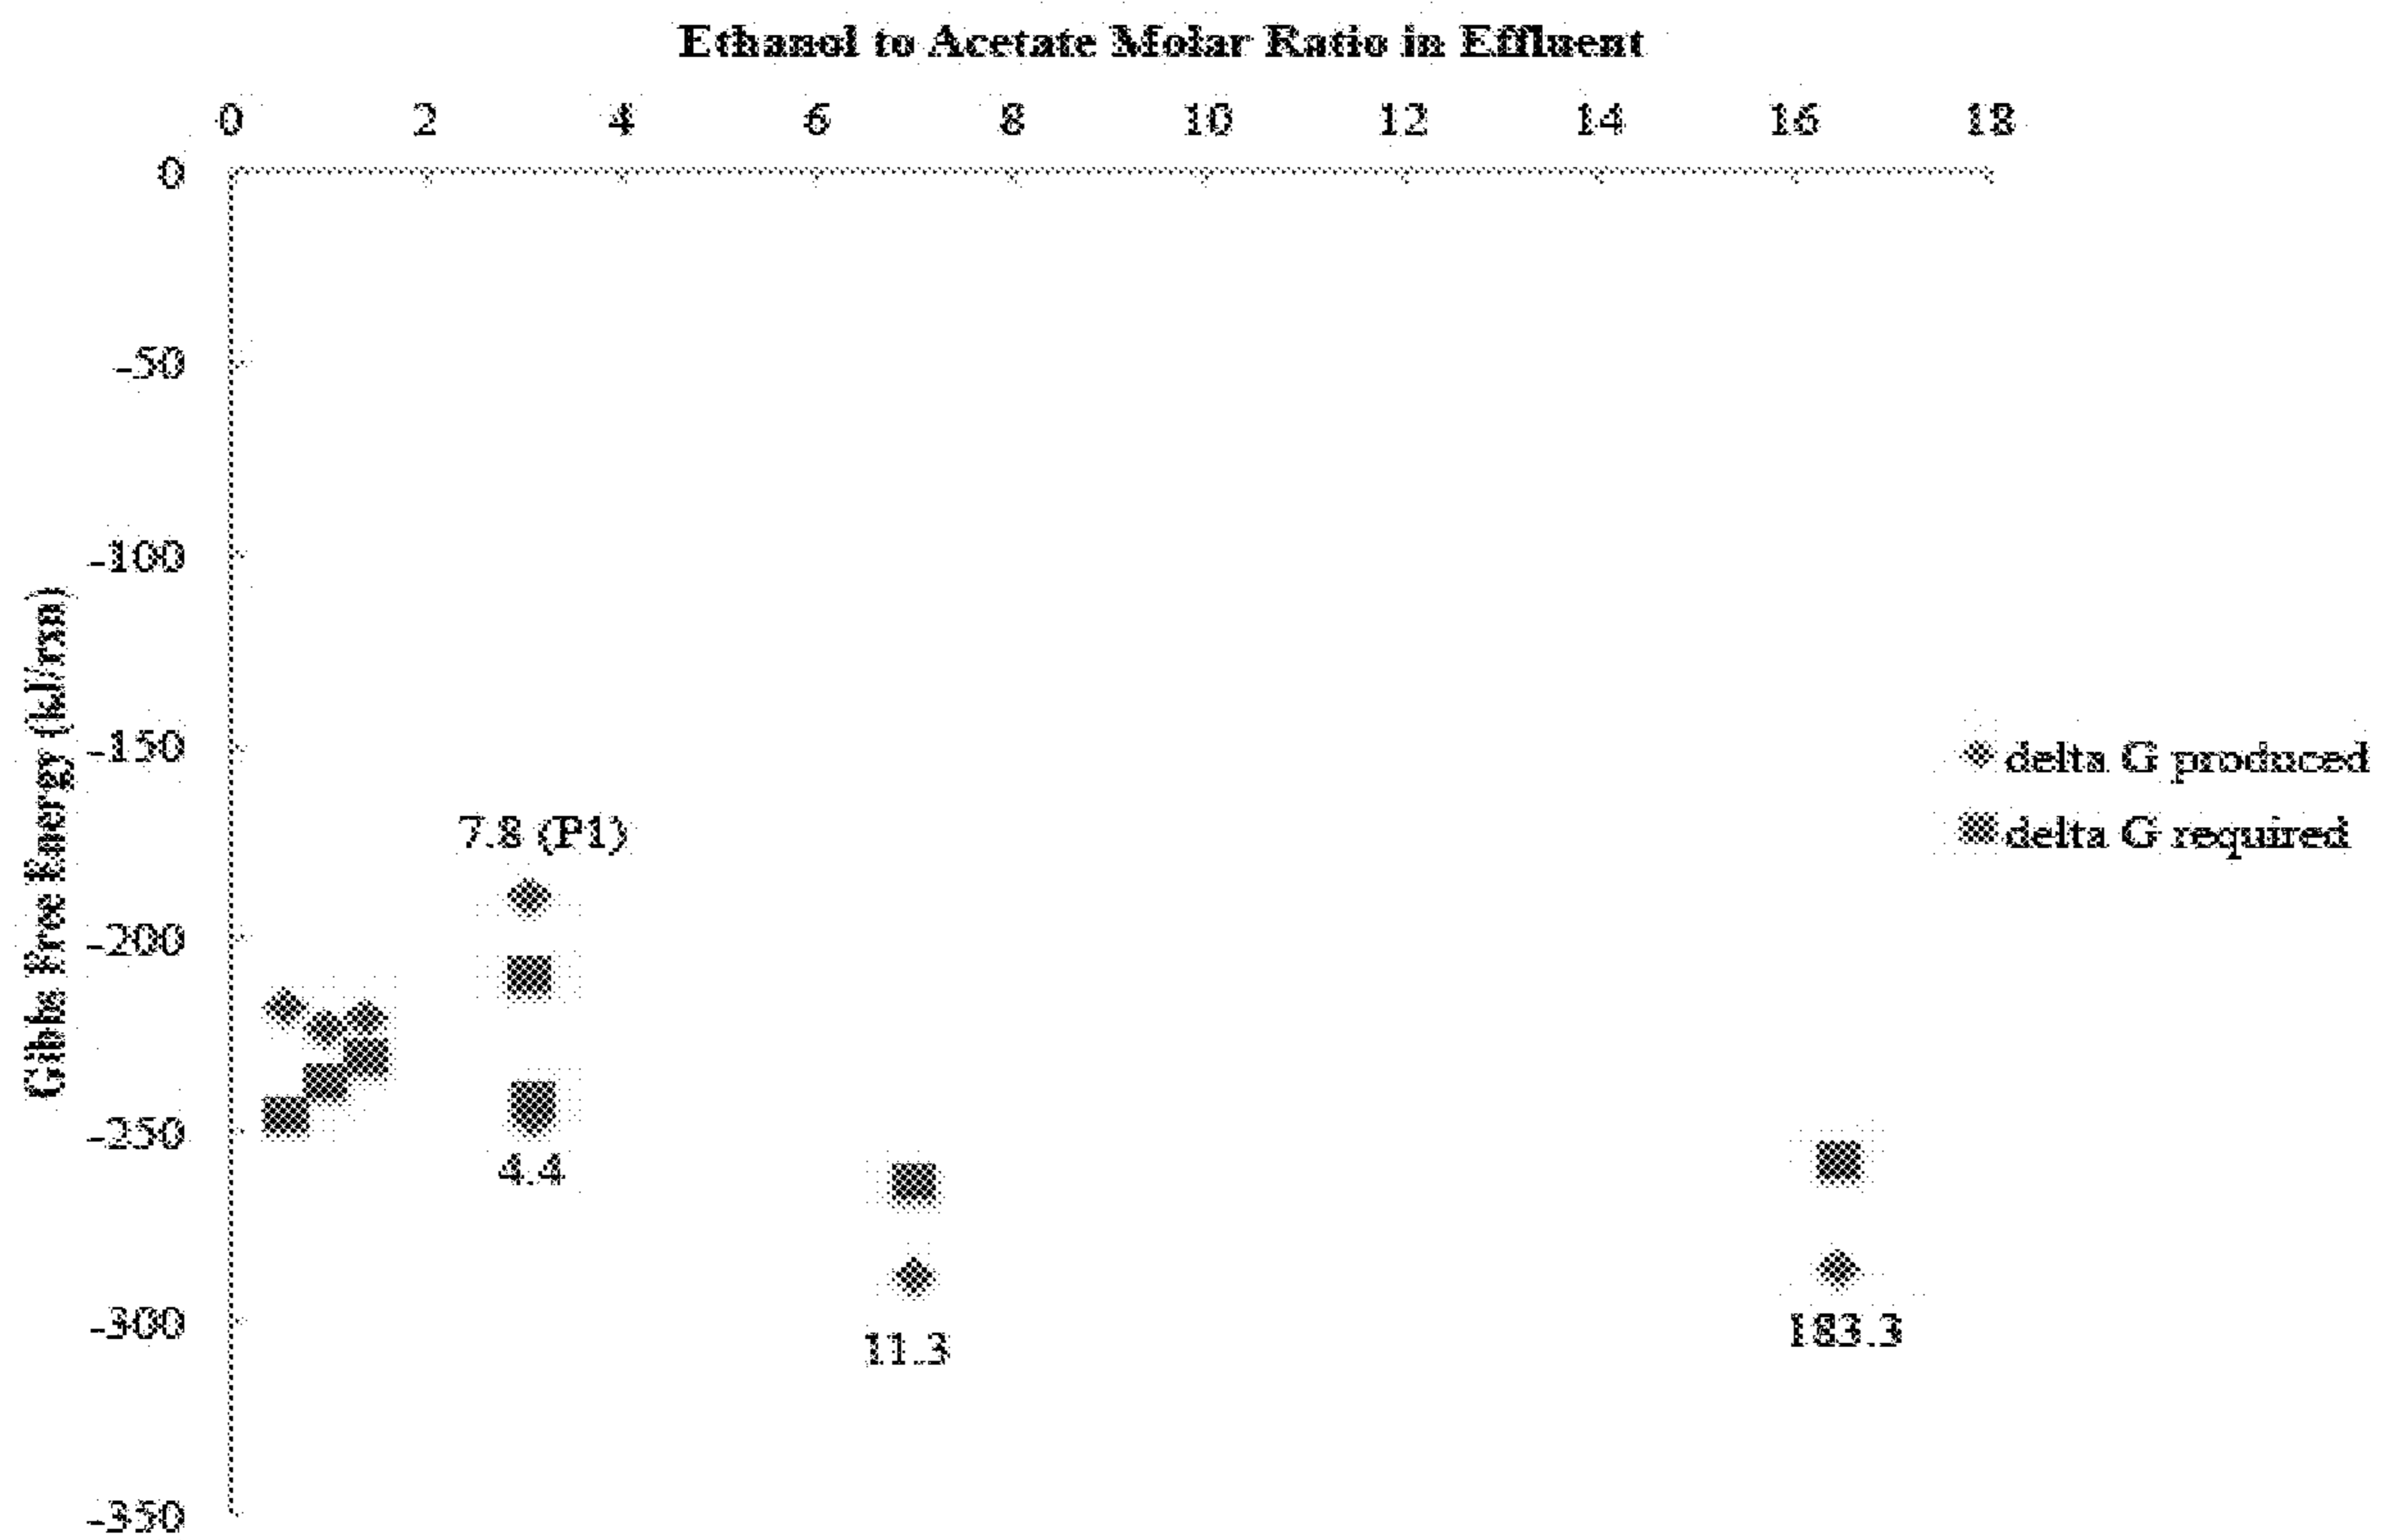 Ethanol to Acetate Molar Ratio in Effluent
0 2 4 6 8 10 12 14 16 18
0
-50
-100
-150
-200
-250
-300
-350
Gibbs Free Energy (kJ/rxn)
7.8 (P1)
4.4
11.3
183.3
delta G produced
delta G required